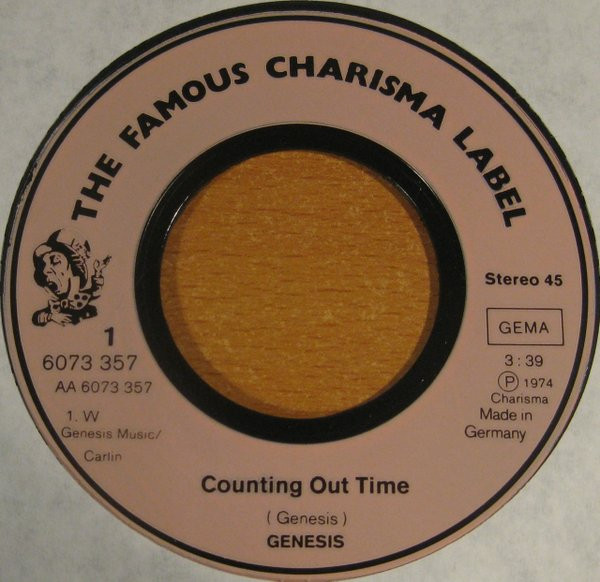 THE FAMOUS CHARISMA LABEL
Stereo 45
GEMA
3:39
Ⓟ 1974
Charisma
Made in
Germany
1
6073 357
AA 6073 357
1. W
Genesis Music/
Carlin
Counting Out Time
( Genesis )
GENESIS